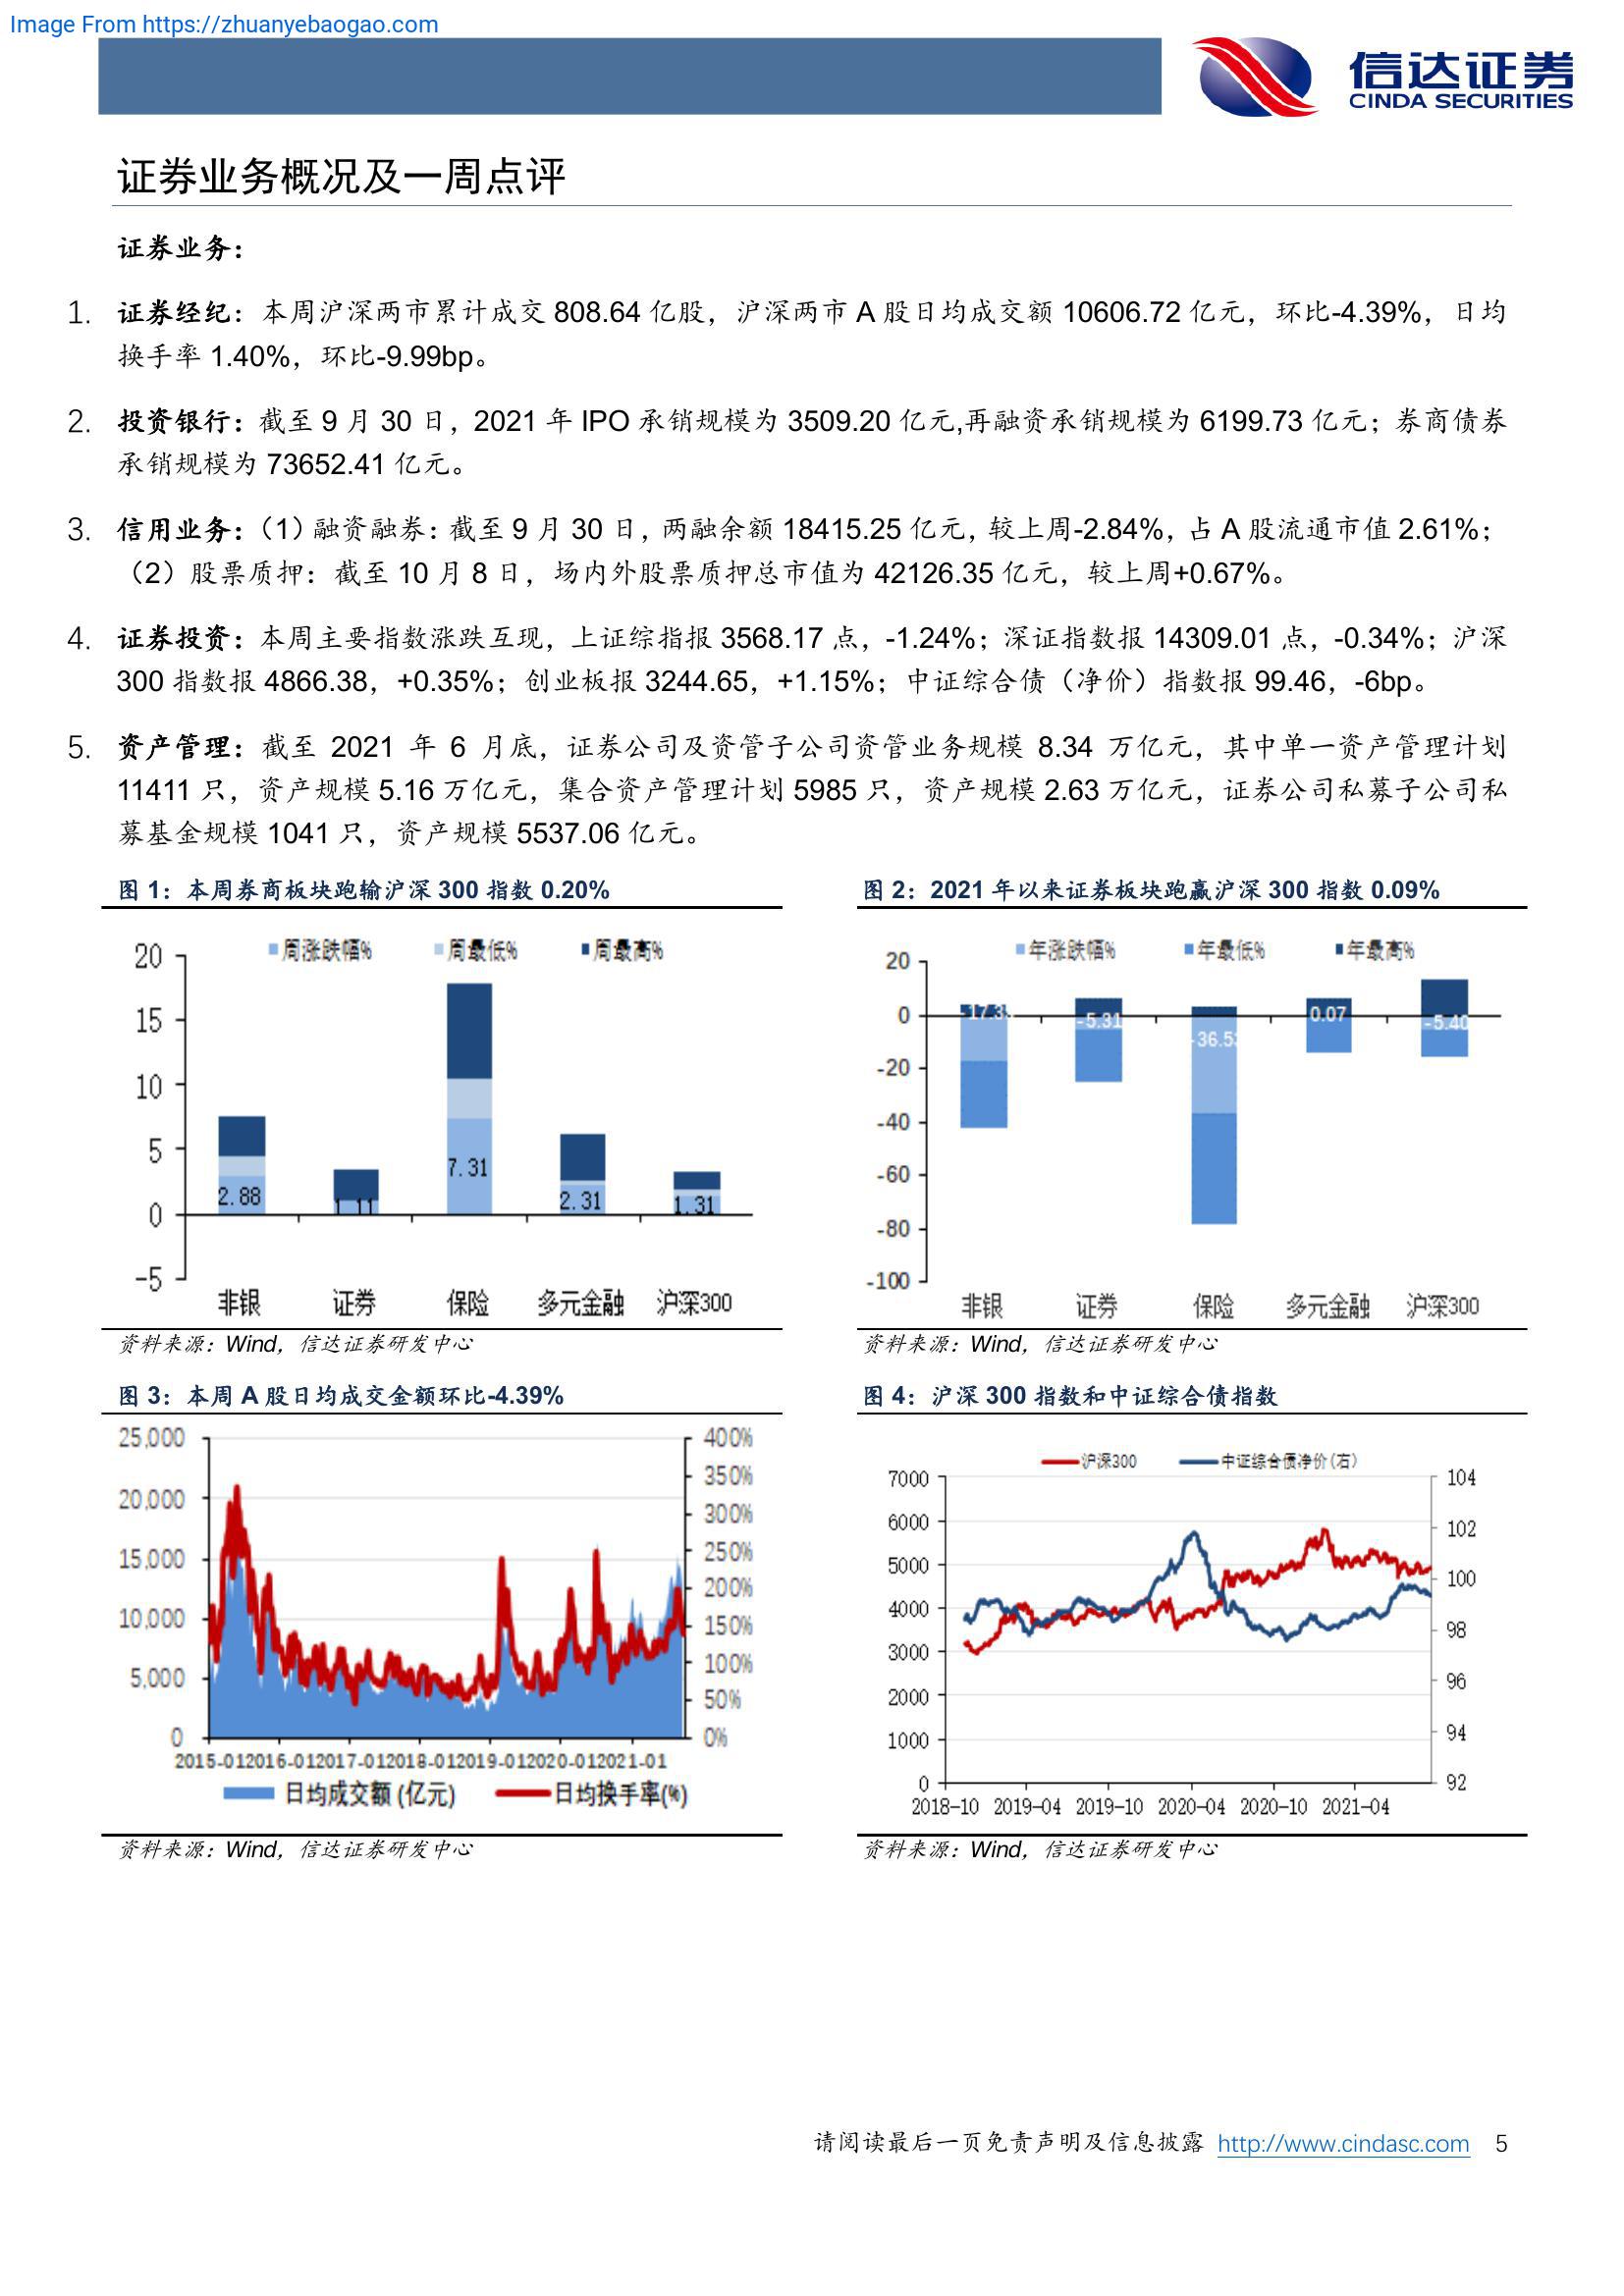 Image From https://zhuanyebaogao.com
信达证券
CINDA SECURITIES
证券业务概况及一周点评
证券业务：
1. 证券经纪：本周沪深两市累计成交 808.64 亿股，沪深两市 A 股日均成交额 10606.72 亿元，环比-4.39%，日均
换手率 1.40%，环比-9.99bp。
2. 投资银行：截至 9 月 30 日，2021 年 IPO 承销规模为 3509.20 亿元,再融资承销规模为 6199.73 亿元；券商债券
承销规模为 73652.41 亿元。
3. 信用业务：（1）融资融券：截至 9 月 30 日，两融余额 18415.25 亿元，较上周-2.84%，占 A 股流通市值 2.61%；
（2）股票质押：截至 10 月 8 日，场内外股票质押总市值为 42126.35 亿元，较上周+0.67%。
4. 证券投资：本周主要指数涨跌互现，上证综指报 3568.17 点，-1.24%；深证指数报 14309.01 点，-0.34%；沪深
300 指数报 4866.38，+0.35%；创业板报 3244.65，+1.15%；中证综合债（净价）指数报 99.46，-6bp。
5. 资产管理：截至 2021 年 6 月底，证券公司及资管子公司资管业务规模 8.34 万亿元，其中单一资产管理计划
11411 只，资产规模 5.16 万亿元，集合资产管理计划 5985 只，资产规模 2.63 万亿元，证券公司私募子公司私
募基金规模 1041 只，资产规模 5537.06 亿元。
图 1：本周券商板块跑输沪深 300 指数 0.20%
周涨跌幅% 周最低% 周最高%
20
15
10
5
0
-5
2.88 1.11 7.31 2.31 1.31
非银 证券 保险 多元金融 沪深300
资料来源：Wind，信达证券研发中心
图 2：2021 年以来证券板块跑赢沪深 300 指数 0.09%
年涨跌幅% 年最低% 年最高%
20
0
-20
-40
-60
-80
-100
-5.31 0.07 -5.40
非银 证券 保险 多元金融 沪深300
资料来源：Wind，信达证券研发中心
图 3：本周 A 股日均成交金额环比-4.39%
25,000
20,000
15,000
10,000
5,000
0
400%
350%
300%
250%
200%
150%
100%
50%
0%
2015-01 2016-01 2017-01 2018-01 2019-01 2020-01 2021-01
日均成交额 (亿元) 日均换手率(%)
资料来源：Wind，信达证券研发中心
图 4：沪深 300 指数和中证综合债指数
沪深300 中证综合债净价(右)
7000
6000
5000
4000
3000
2000
1000
0
104
102
100
98
96
94
92
2018-10 2019-04 2019-10 2020-04 2020-10 2021-04
资料来源：Wind，信达证券研发中心
请阅读最后一页免责声明及信息披露 http://www.cindasc.com 5